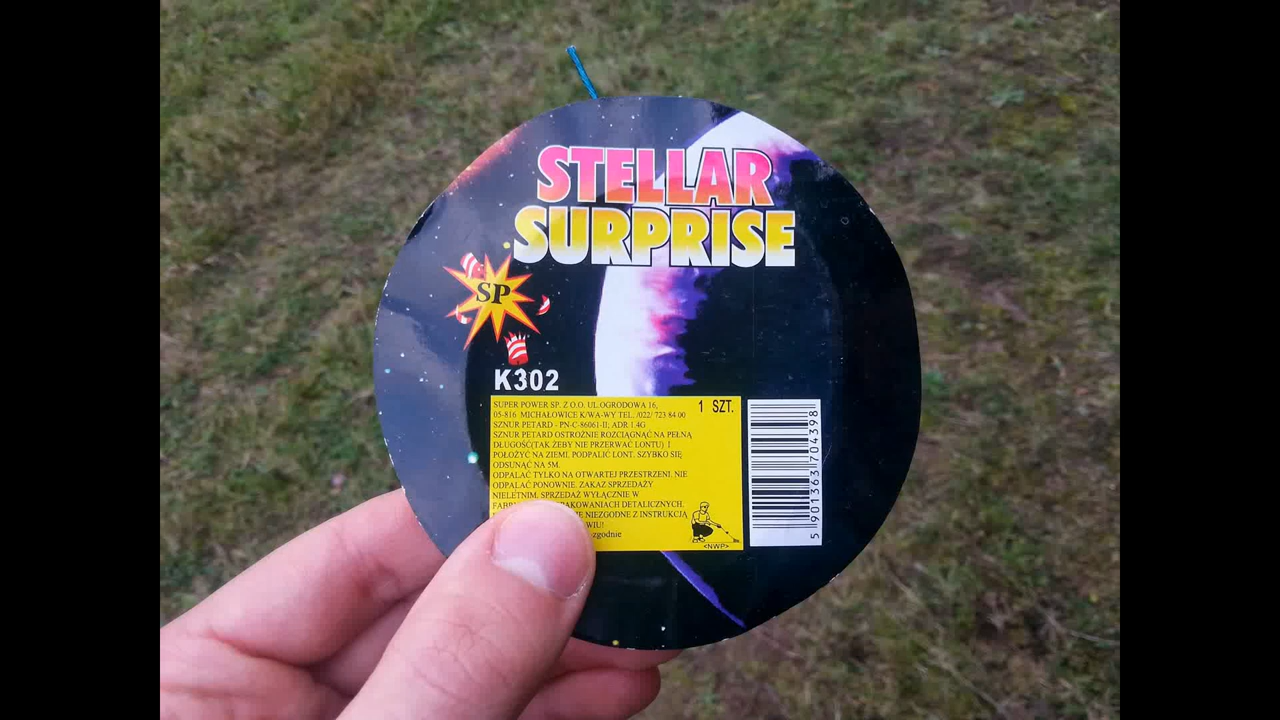 STELLAR
SURPRISE
SP
K302
SUPER POWER SP. Z O.O. UL.OGRODOWA 16, 1 SZT.
05-816 MICHAŁOWICE K/WA-WY TEL. /022/ 723 84 00
SZNUR PETARD - PN-C-86061-II; ADR 1.4G
SZNUR PETARD OSTROŻNIE ROZCIĄGNĄĆ NA PEŁNĄ
DŁUGOŚĆ(TAK ŻEBY NIE PRZERWAĆ LONTU) I
POŁOŻYĆ NA ZIEMI. PODPALIĆ LONT. SZYBKO SIĘ
ODSUNĄĆ NA 5M.
ODPALAĆ TYLKO NA OTWARTEJ PRZESTRZENI. NIE
ODPALAĆ PONOWNIE. ZAKAZ SPRZEDAŻY
NIELETNIM. SPRZEDAŻ WYŁĄCZNIE W
NIEZGODNE Z INSTRUKCJĄ
zgodnie
<NWP>
5 901363 704398